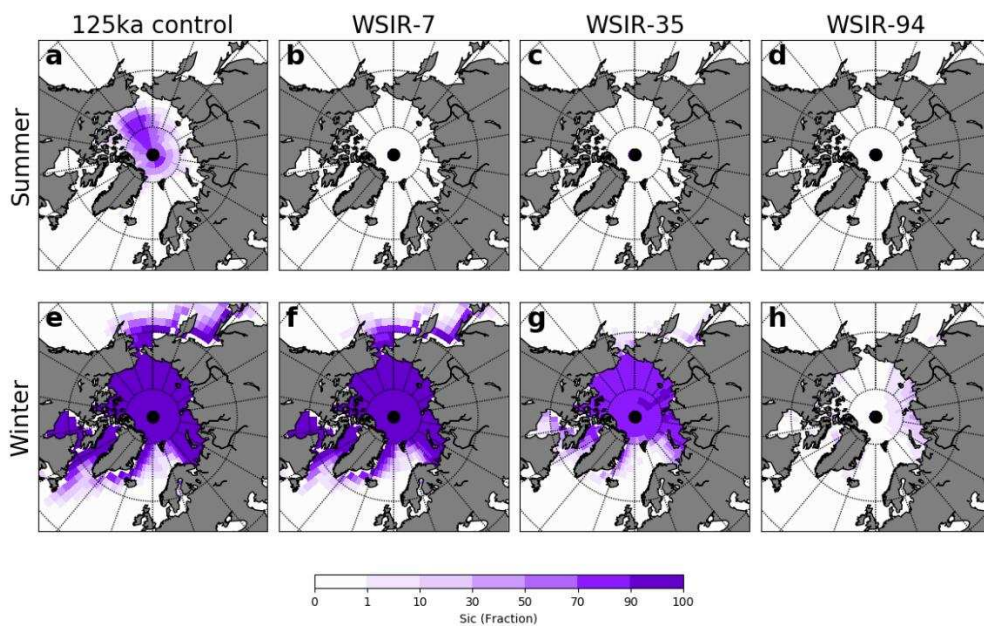 125ka control WSIR-7 WSIR-35 WSIR-94
Summer
a b c d
Winter
e f g h
0 1 10 30 50 70 90 100
Sic (Fraction)